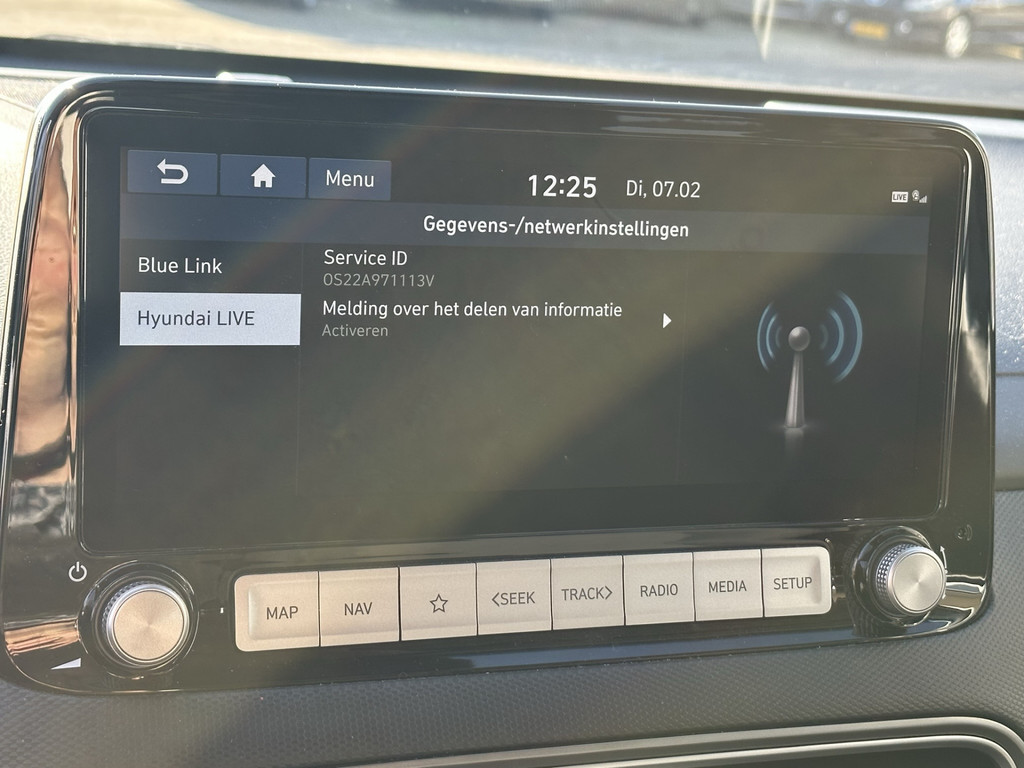 Menu
12:25 Di, 07.02
LIVE
Gegevens-/netwerkinstellingen
Blue Link
Hyundai LIVE
Service ID
OS22A971113V
Melding over het delen van informatie
Activeren
MAP
NAV
<SEEK
TRACK>
RADIO
MEDIA
SETUP